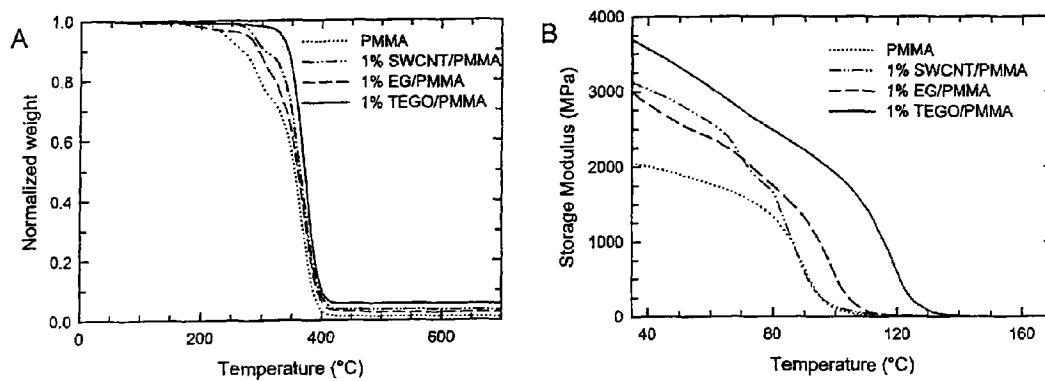 A
Normalized weight
1.0
0.8
0.6
0.4
0.2
0.0
0
200
400
600
Temperature (°C)
PMMA
1% SWCNT/PMMA
1% EG/PMMA
1% TEGO/PMMA
B
Storage Modulus (MPa)
4000
3000
2000
1000
0
40
80
120
160
Temperature (°C)
PMMA
1% SWCNT/PMMA
1% EG/PMMA
1% TEGO/PMMA